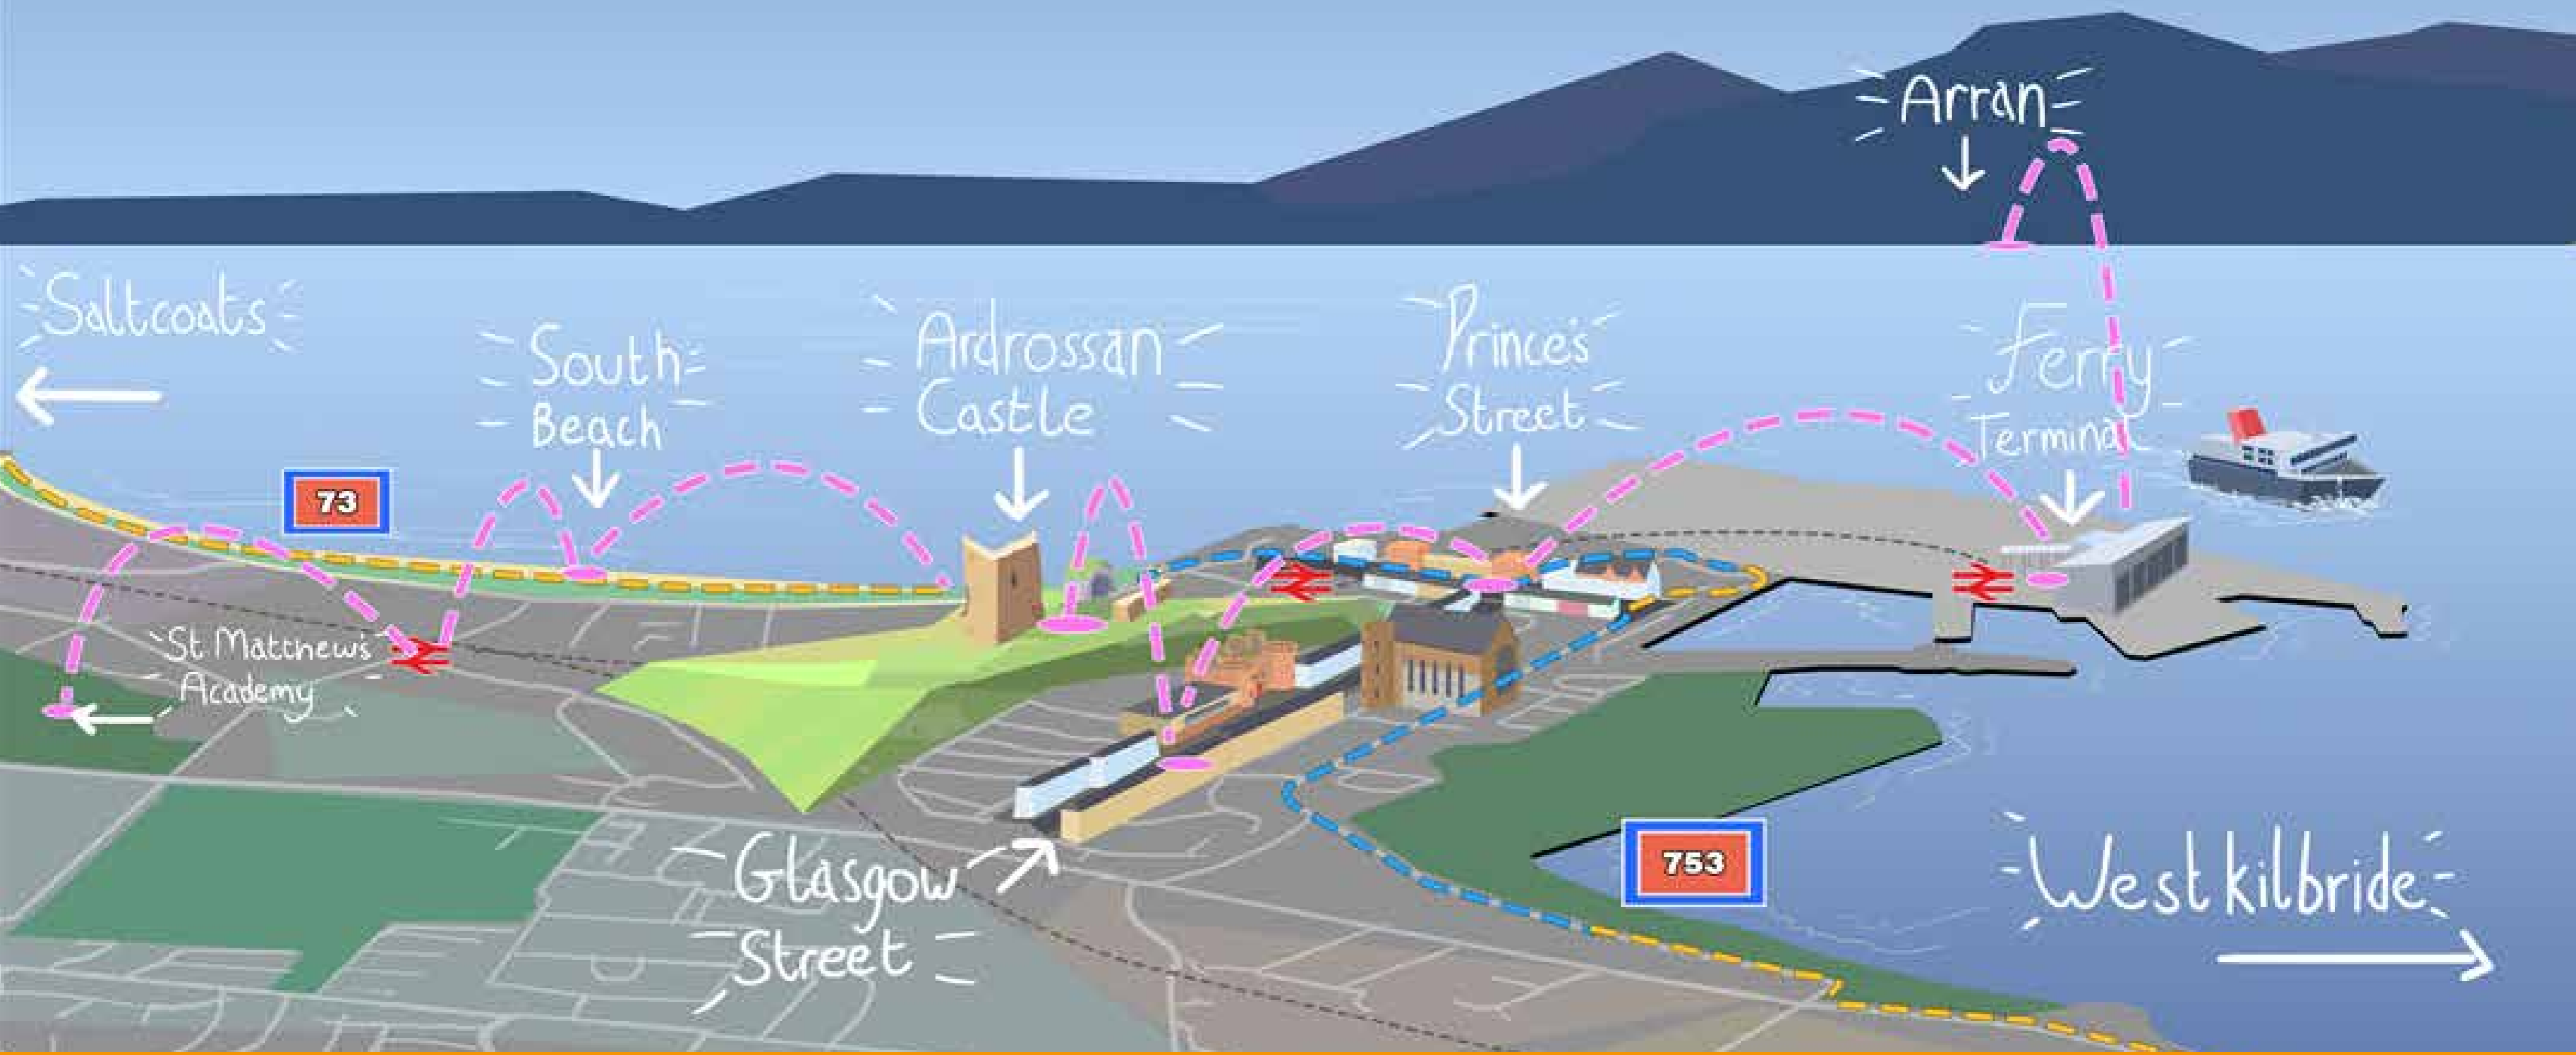 Arran
Saltcoats
South
Beach
Ardrossan
Castle
Prince's
Street
Ferry
Terminal
73
St Matthew's
Academy
Glasgow
Street
753
West kilbride